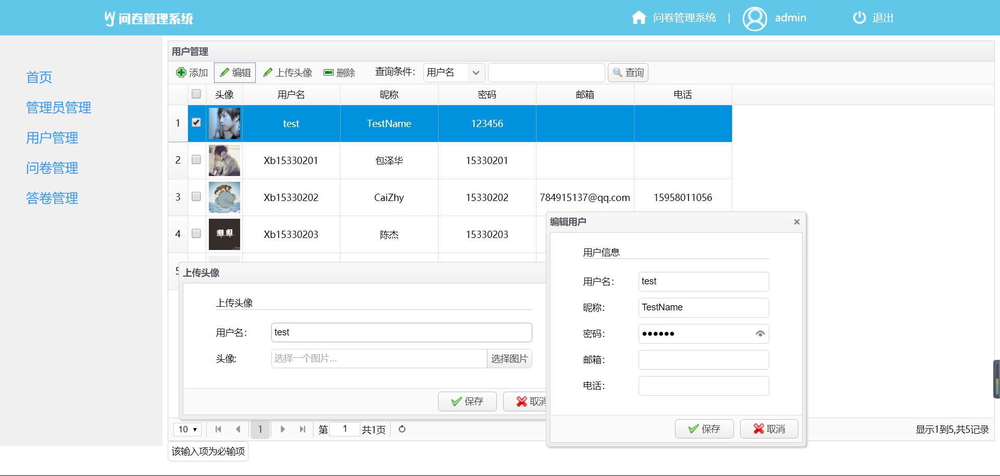 问卷管理系统
问卷管理系统 | admin 退出
首页
管理员管理
用户管理
问卷管理
答卷管理
用户管理
添加 编辑 上传头像 删除 查询条件： 用户名 查询
头像 用户名 昵称 密码 邮箱 电话
1 test TestName 123456
2 Xb15330201 包泽华 15330201
3 Xb15330202 CaiZhy 15330202 784915137@qq.com 15958011056
4 Xb15330203 陈杰 15330203
5
上传头像
上传头像
用户名： test
头像: 选择一个图片... 选择图片
保存 取消
编辑用户
用户信息
用户名： test
昵称： TestName
密码： ●●●●●●
邮箱：
电话：
保存 取消
10 1 第 1 共1页 显示1到5,共5记录
该输入项为必输项